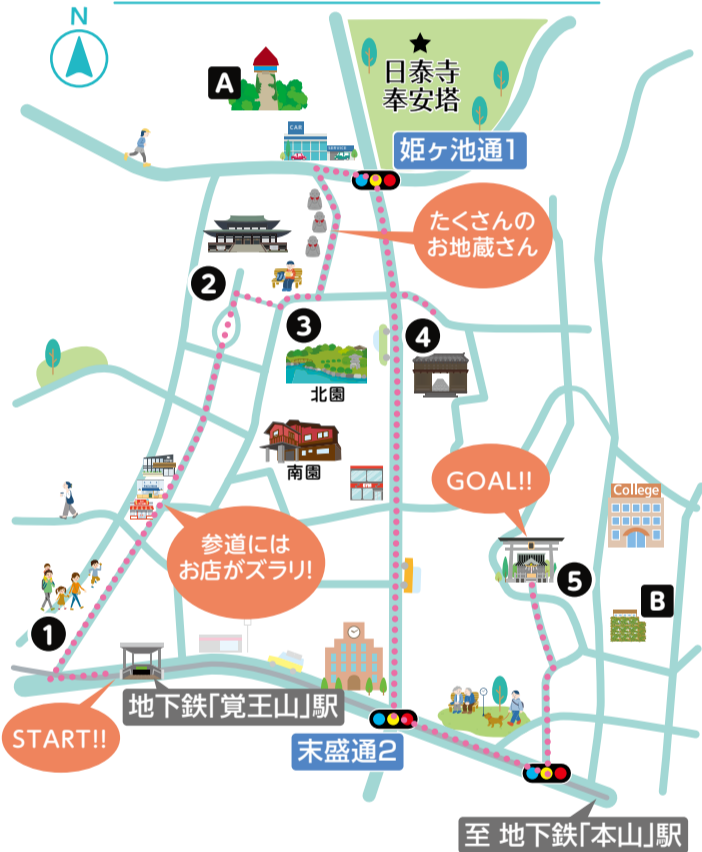 N
A
日泰寺
奉安塔
CAR
SERVICE
姫ヶ池通1
たくさんの
お地蔵さん
2
3
4
北園
南園
GOAL!!
College
参道には
お店がズラリ!
5
B
1
地下鉄「覚王山」駅
START!!
末盛通2
至 地下鉄「本山」駅